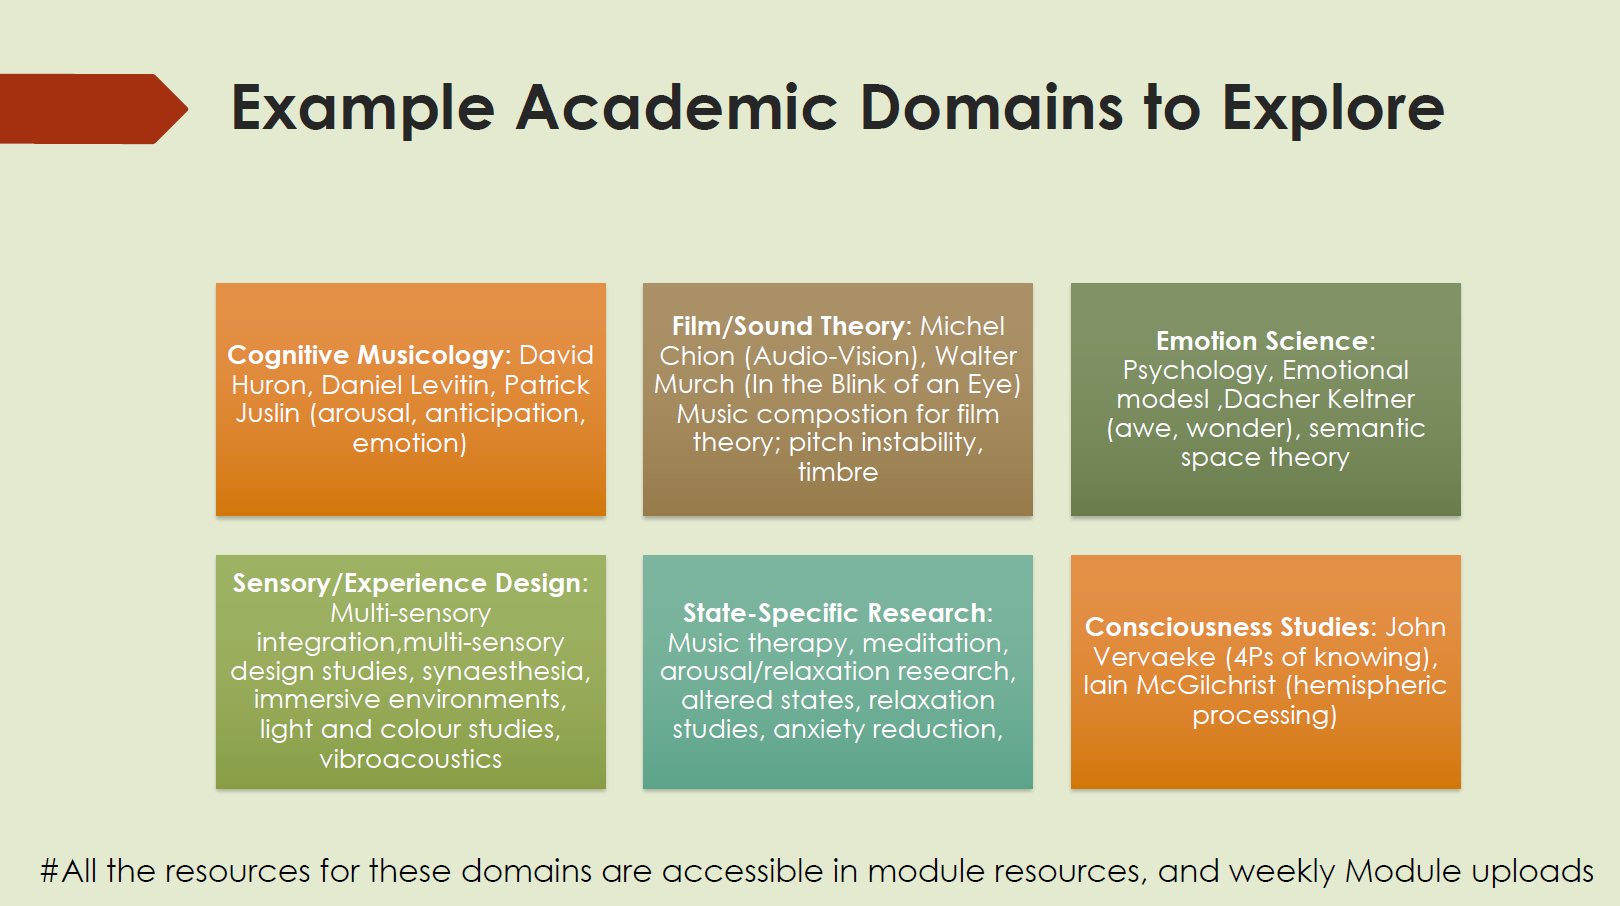 Example Academic Domains to Explore
Cognitive Musicology: David
Huron, Daniel Levitin, Patrick
Juslin (arousal, anticipation,
emotion)
Film/Sound Theory: Michel
Chion (Audio-Vision), Walter
Murch (In the Blink of an Eye)
Music compostion for film
theory; pitch instability,
timbre
Emotion Science:
Psychology, Emotional
modesl ,Dacher Keltner
(awe, wonder), semantic
space theory
Sensory/Experience Design:
Multi-sensory
integration,multi-sensory
design studies, synaesthesia,
immersive environments,
light and colour studies,
vibroacoustics
State-Specific Research:
Music therapy, meditation,
arousal/relaxation research,
altered states, relaxation
studies, anxiety reduction,
Consciousness Studies: John
Vervaeke (4Ps of knowing),
Iain McGilchrist (hemispheric
processing)
#All the resources for these domains are accessible in module resources, and weekly Module uploads